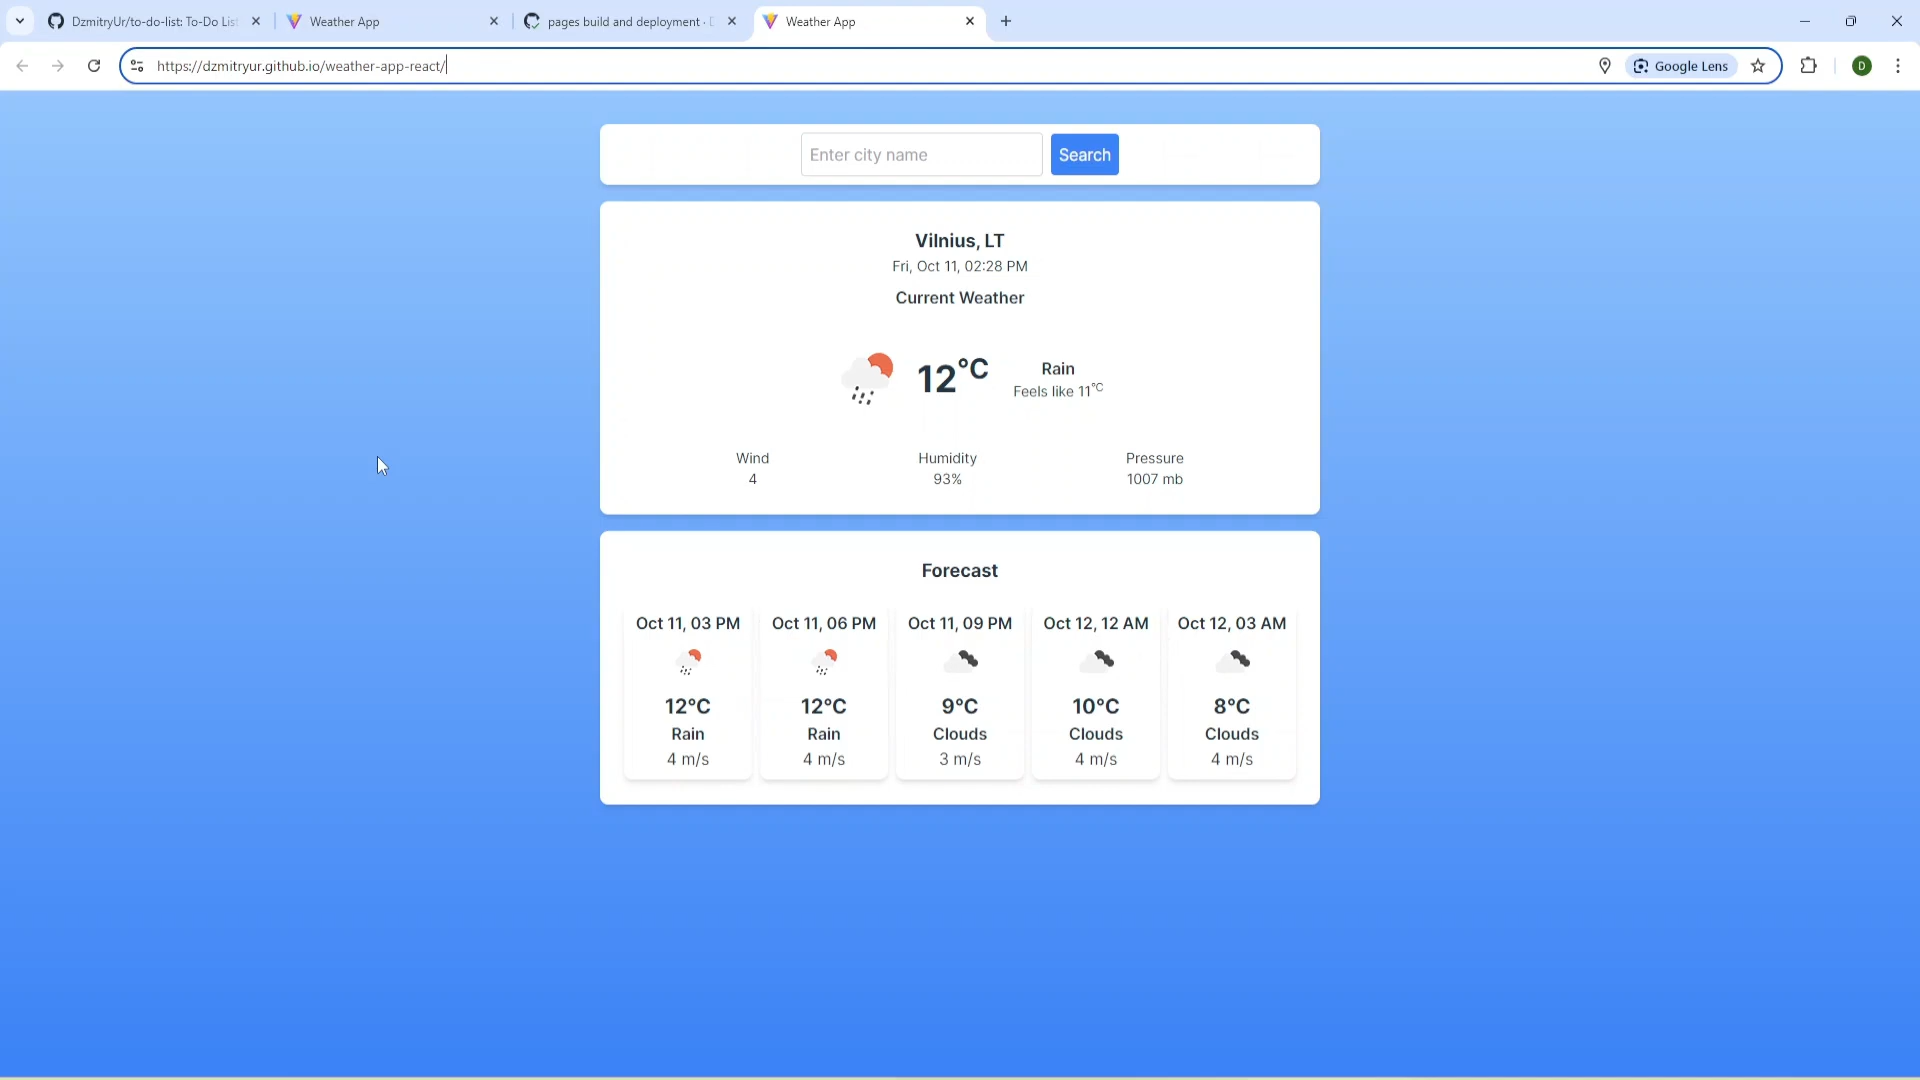 DzmitryUr/to-do-list: To-Do List
Weather App
pages build and deployment ·
Weather App
https://dzmitryur.github.io/weather-app-react/
Google Lens
D
Enter city name
Search
Vilnius, LT
Fri, Oct 11, 02:28 PM
Current Weather
12°C
Rain
Feels like 11°C
Wind
4
Humidity
93%
Pressure
1007 mb
Forecast
Oct 11, 03 PM
12°C
Rain
4 m/s
Oct 11, 06 PM
12°C
Rain
4 m/s
Oct 11, 09 PM
9°C
Clouds
3 m/s
Oct 12, 12 AM
10°C
Clouds
4 m/s
Oct 12, 03 AM
8°C
Clouds
4 m/s